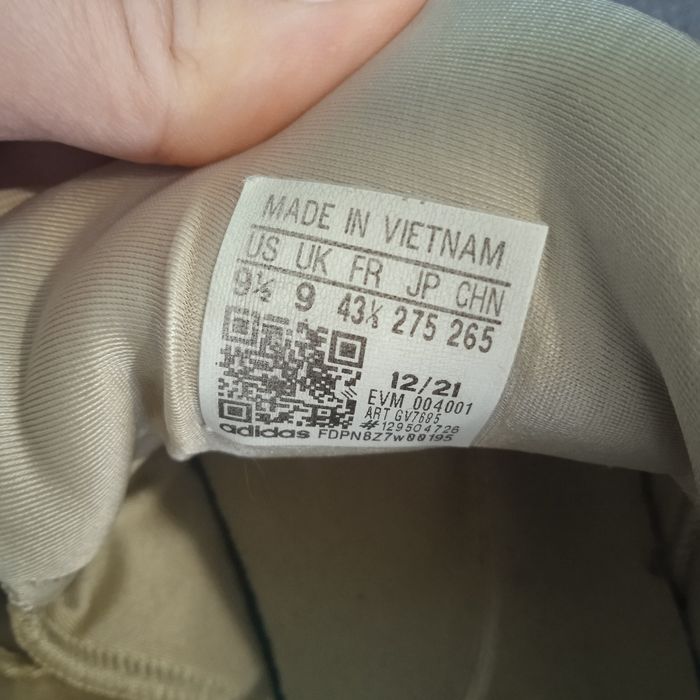 MADE IN VIETNAM
US UK FR JP CHN
9½ 9 43⅓ 275 265
12/21
EVM 004001
ART GV7685
#129504726
adidas FDPN8Z7w00195